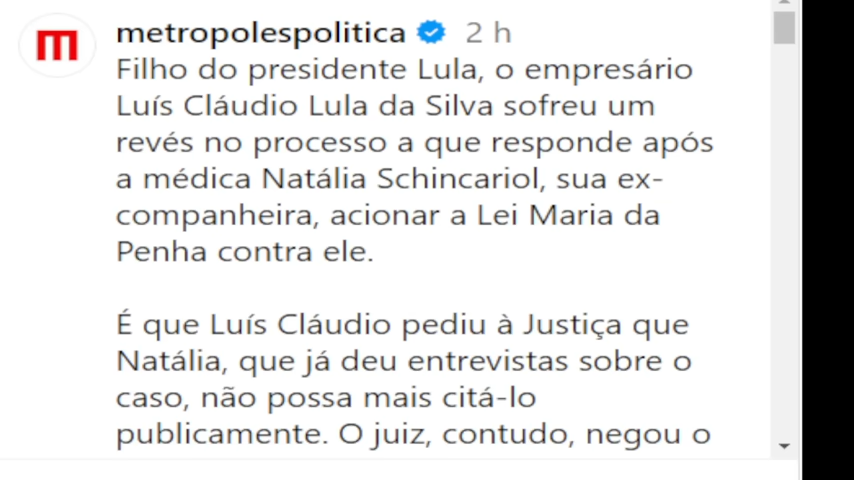 metropolespolitica 2 h
Filho do presidente Lula, o empresário
Luís Cláudio Lula da Silva sofreu um
revés no processo a que responde após
a médica Natália Schincariol, sua ex-
companheira, acionar a Lei Maria da
Penha contra ele.
É que Luís Cláudio pediu à Justiça que
Natália, que já deu entrevistas sobre o
caso, não possa mais citá-lo
publicamente. O juiz, contudo, negou o